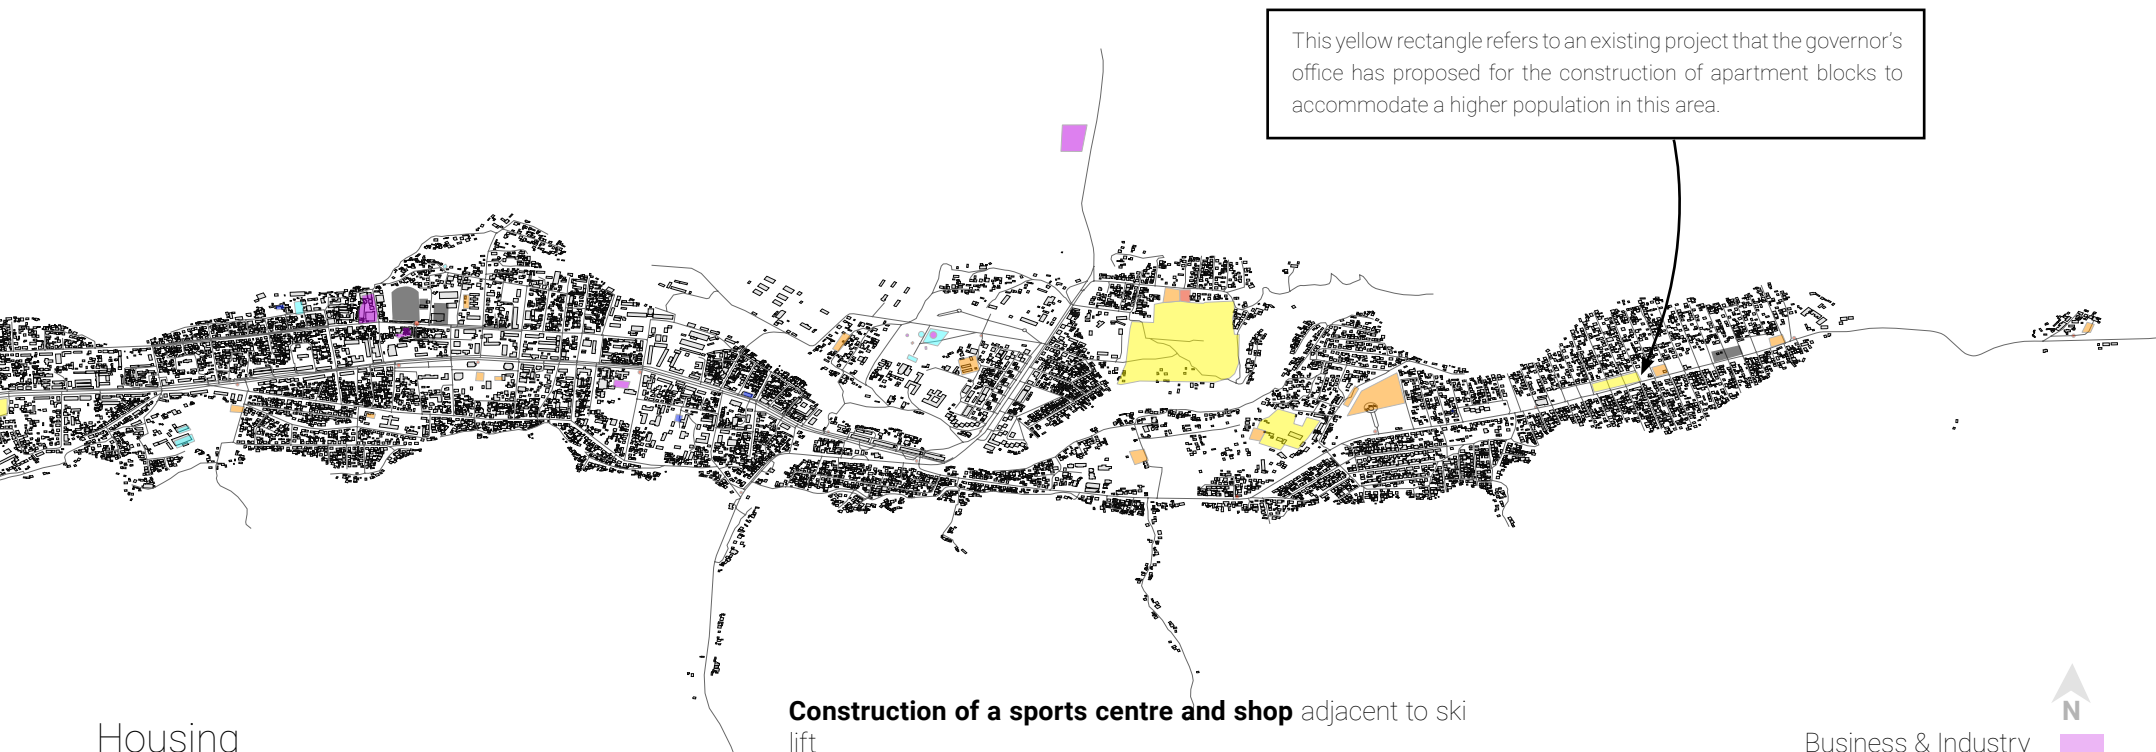 This yellow rectangle refers to an existing project that the governor's
office has proposed for the construction of apartment blocks to
accommodate a higher population in this area.
N
Construction of a sports centre and shop adjacent to ski
lift
Housing
Business & Industry